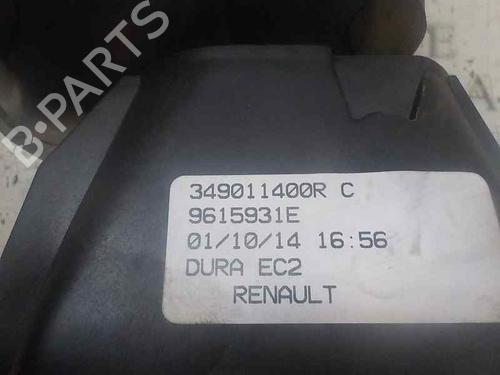 B-PARTS
349011400R C
9615931E
01/10/14 16:56
DURA EC2
RENAULT